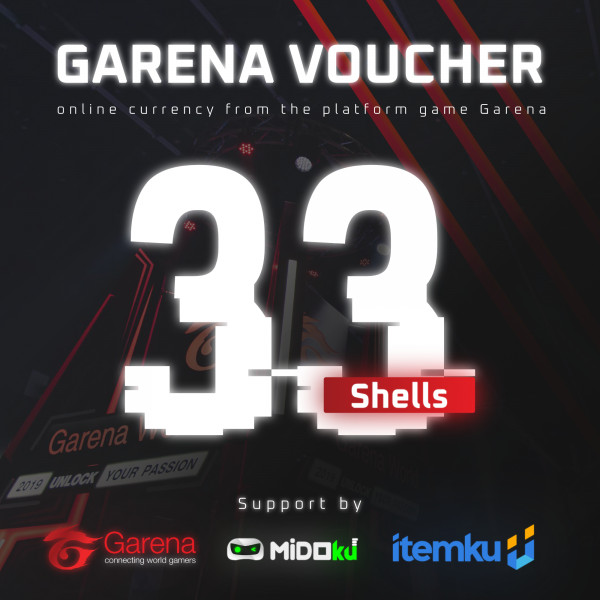 GARENA VOUCHER
online currency from the platform game Garena
33
Shells
Garena W
2019 UNLOCK YOUR PASSION
Support by
Garena
connecting world gamers
MiDOKU
itemku